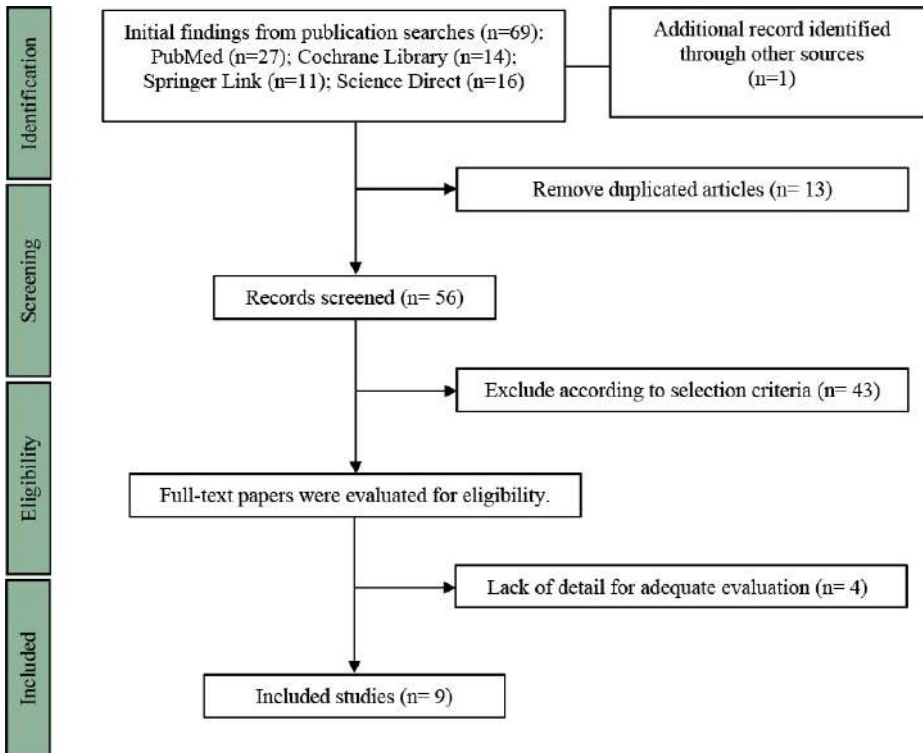 Identification
Initial findings from publication searches (n=69):
PubMed (n=27); Cochrane Library (n=14);
Springer Link (n=11); Science Direct (n=16)
Additional record identified
through other sources
(n=1)
Remove duplicated articles (n= 13)
Screening
Records screened (n= 56)
Exclude according to selection criteria (n= 43)
Eligibility
Full-text papers were evaluated for eligibility.
Lack of detail for adequate evaluation (n= 4)
Included
Included studies (n= 9)